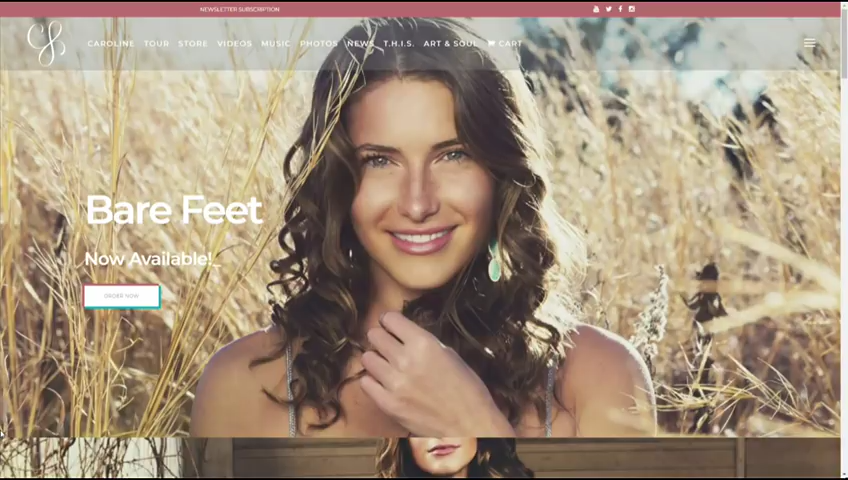 NEWSLETTER SUBSCRIPTION
CAROLINE TOUR STORE VIDEOS MUSIC PHOTOS NEWS T.H.I.S. ART & SOUL CART
Bare Feet
Now Available!_
ORDER NOW